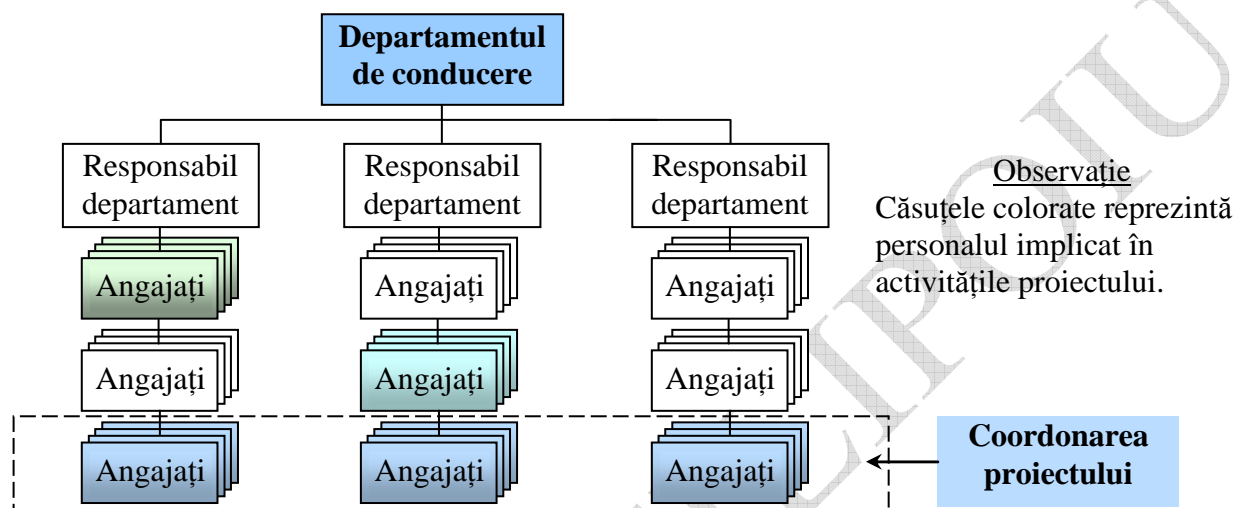 Departamentul
de conducere
Responsabil
departament
Responsabil
departament
Responsabil
departament
Observație
Căsuțele colorate reprezintă
personalul implicat în
activitățile proiectului.
Angajați
Angajați
Angajați
Angajați
Angajați
Angajați
Angajați
Angajați
Angajați
Coordonarea
proiectului
LIPOIU